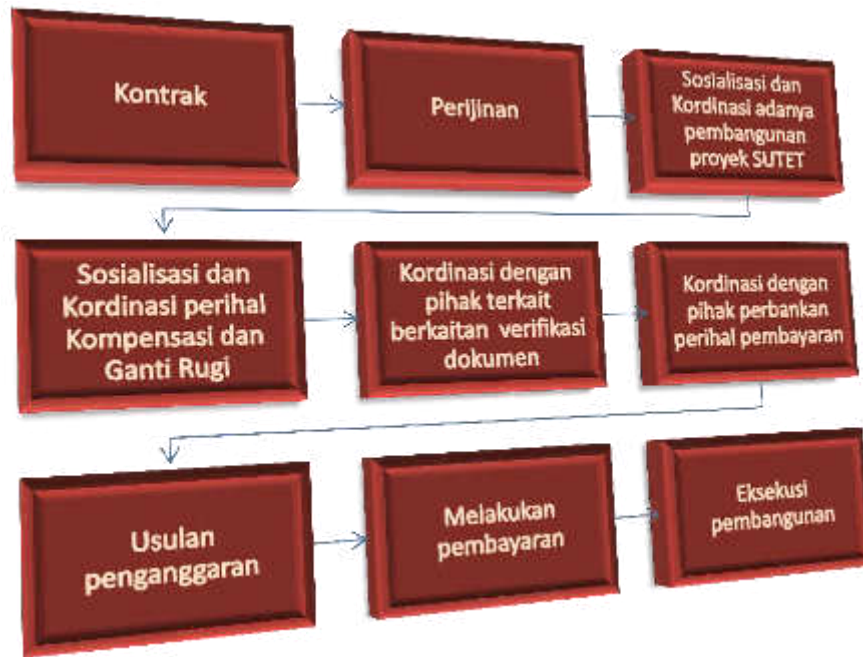 Kontrak
Perijinan
Sosialisasi dan
Kordinasi adanya
pembangunan
proyek SUTET
Sosialisasi dan
Kordinasi perihal
Kompensasi dan
Ganti Rugi
Kordinasi dengan
pihak terkait
berkaitan verifikasi
dokumen
Kordinasi dengan
pihak perbankan
perihal pembayaran
Usulan
penganggaran
Melakukan
pembayaran
Eksekusi
pembangunan